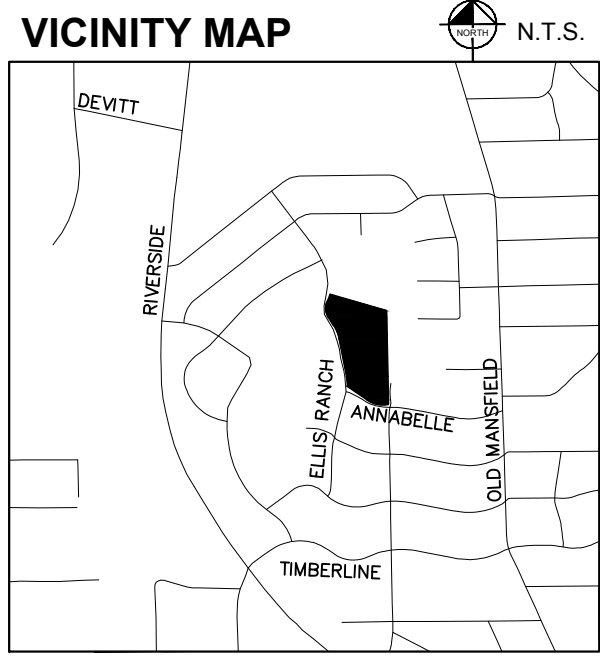 VICINITY MAP
NORTH
N.T.S.
DEVITT
RIVERSIDE
ELLIS RANCH
ANNABELLE
OLD MANSFIELD
TIMBERLINE